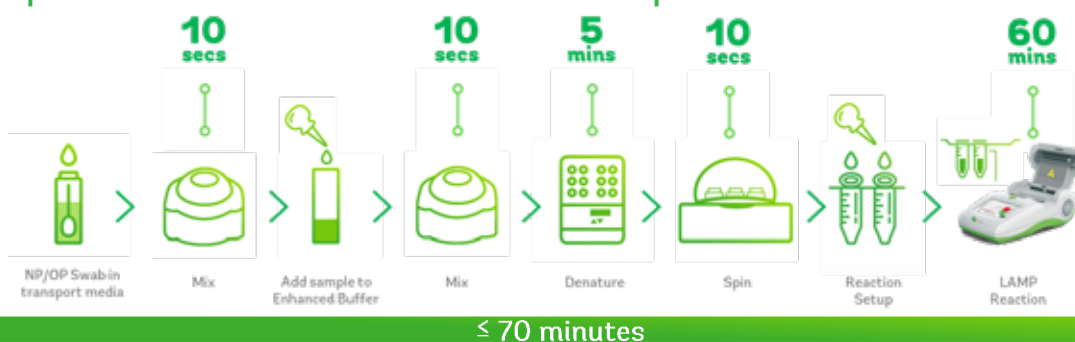 10
secs
10
secs
5
mins
10
secs
60
mins
NP/OP Swab in
transport media
Mix
Add sample to
Enhanced Buffer
Mix
Denature
Spin
Reaction
Setup
LAMP
Reaction
≤ 70 minutes